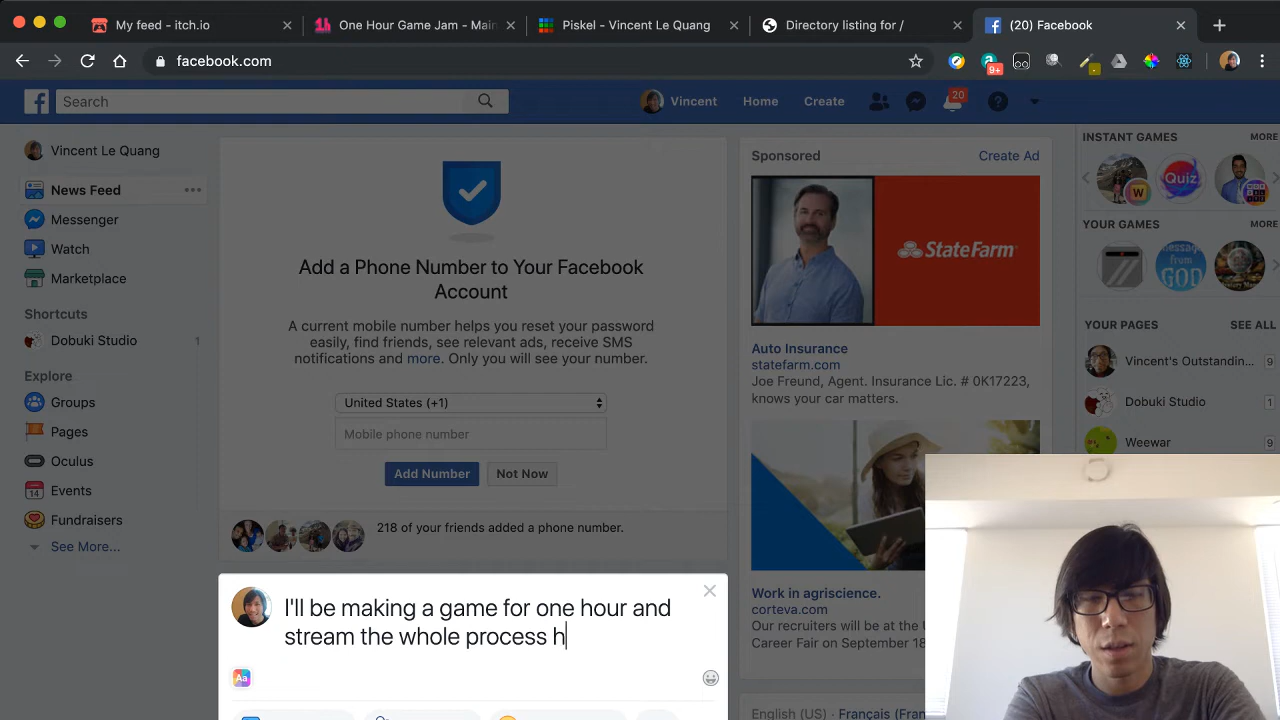 My feed - itch.io
One Hour Game Jam - Main
Piskel - Vincent Le Quang
Directory listing for /
(20) Facebook
facebook.com
9+
Search
Vincent
Home
Create
20
Vincent Le Quang
News Feed
Messenger
Watch
Marketplace
Shortcuts
Dobuki Studio
1
Explore
Groups
Pages
Oculus
14
Events
Fundraisers
See More...
Add a Phone Number to Your Facebook
Account
A current mobile number helps you reset your password
easily, find friends, see relevant ads, receive SMS
notifications and more. Only you will see your number.
United States (+1)
Mobile phone number
Add Number
Not Now
218 of your friends added a phone number.
I'll be making a game for one hour and
stream the whole process h
Aa
Sponsored
Create Ad
StateFarm
Auto Insurance
statefarm.com
Joe Freund, Agent. Insurance Lic. # 0K17223,
knows your car matters.
Work in agriscience.
corteva.com
Our recruiters will be at the U
Career Fair on September 18
English (US) · Français (Fran
INSTANT GAMES
MORE
W
Quiz
YOUR GAMES
MORE
message
from
GOD
YOUR PAGES
SEE ALL
Vincent's Outstandin...
9
Dobuki Studio
1
Weewar
9